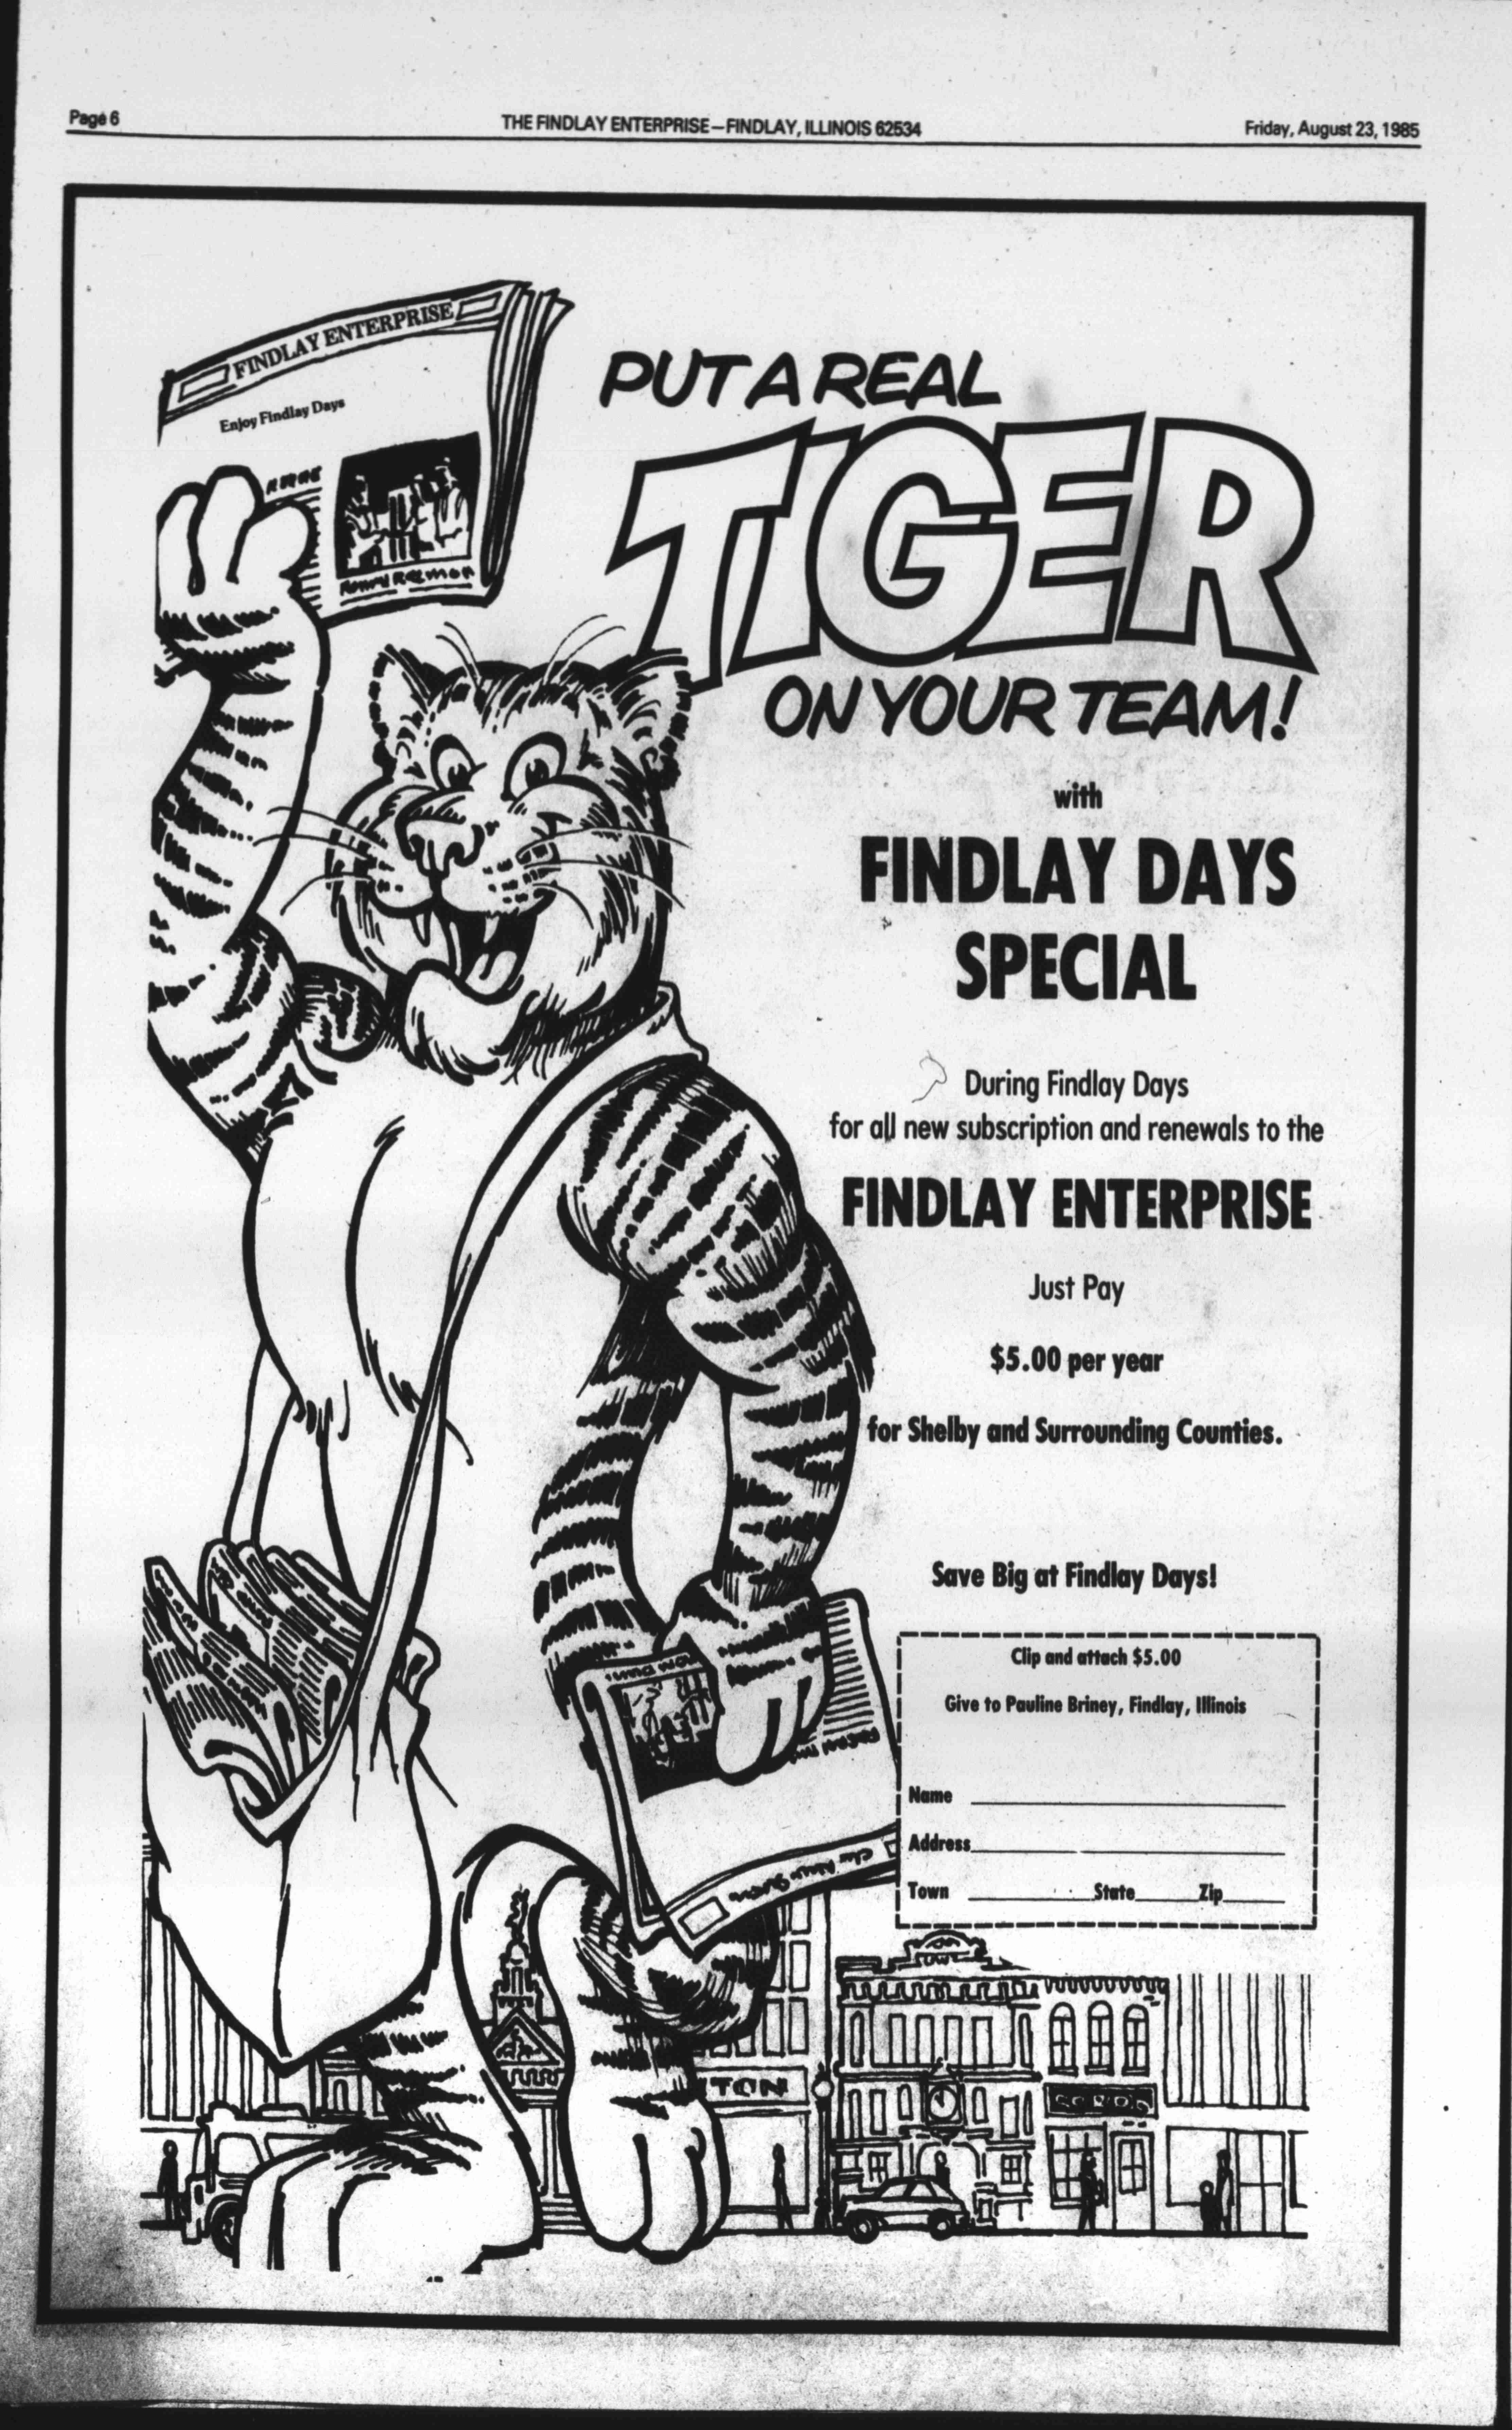 Page 6
THE FINDLAY ENTERPRISE—FINDLAY, ILLINOIS 62534
Friday, August 23, 1985
FINDLAY ENTERPRISE
Enjoy Findlay Days
PUT A REAL
TIGER
ON YOUR TEAM!
with
FINDLAY DAYS
SPECIAL
During Findlay Days
for all new subscription and renewals to the
FINDLAY ENTERPRISE
Just Pay
$5.00 per year
for Shelby and Surrounding Counties.
Save Big at Findlay Days!
Clip and attach $5.00
Give to Pauline Briney, Findlay, Illinois
Name
Address
Town State Zip
TON